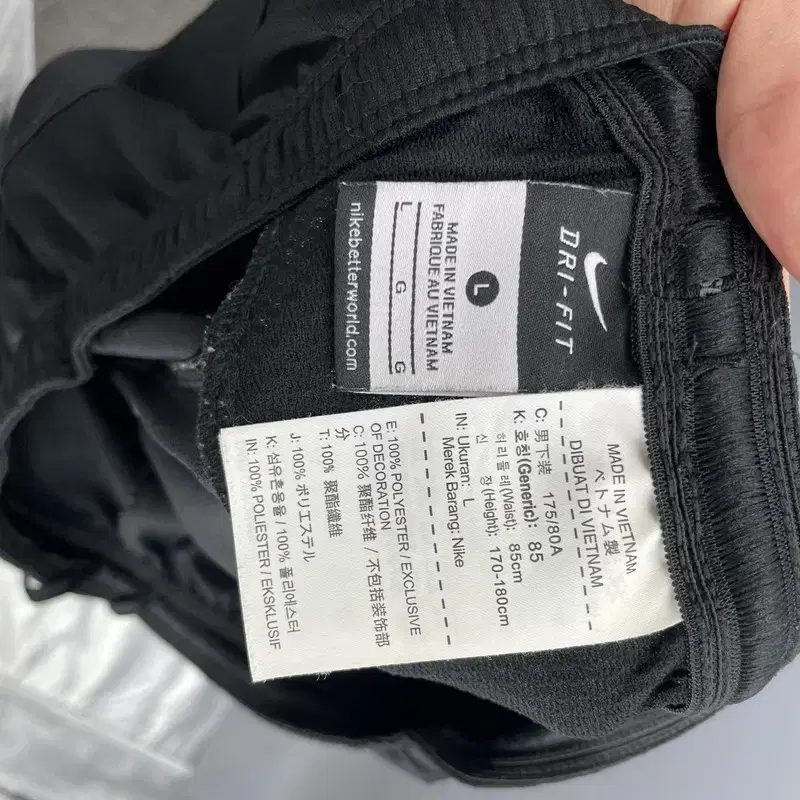 DRI-FIT
L
MADE IN VIETNAM
FABRIQUE AU VIETNAM
L G G
nikebetterworld.com
MADE IN VIETNAM
ベトナム製
DIBUAT DI VIETNAM
C: 男下装 175/80A
K: 호칭(Generic): 85
허리둘레(Waist): 85cm
신장(Height): 170-180cm
IN: Ukuran: L
Merek Barang: Nike
E: 100% POLYESTER / EXCLUSIVE
OF DECORATION
C: 100% 聚酯纤维 / 不包括装饰部
分
T: 100% 聚酯纖維
J: 100% ポリエステル
K: 섬유혼용율 / 100% 폴리에스터
IN: 100% POLIESTER / EKSKLUSIF